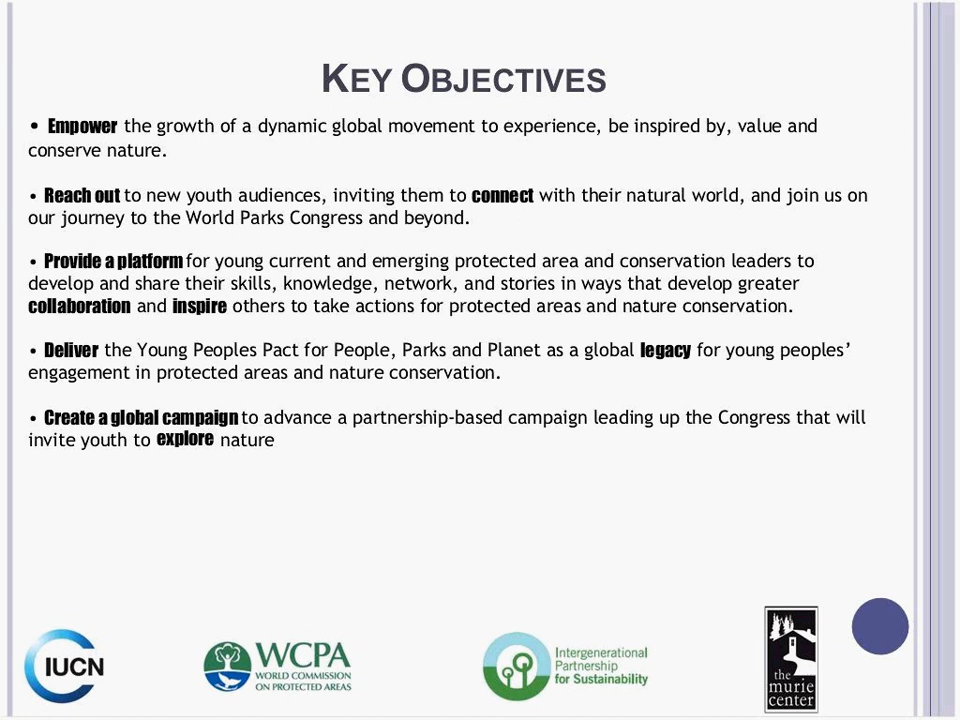 KEY OBJECTIVES
• Empower the growth of a dynamic global movement to experience, be inspired by, value and
conserve nature.
• Reach out to new youth audiences, inviting them to connect with their natural world, and join us on
our journey to the World Parks Congress and beyond.
• Provide a platform for young current and emerging protected area and conservation leaders to
develop and share their skills, knowledge, network, and stories in ways that develop greater
collaboration and inspire others to take actions for protected areas and nature conservation.
• Deliver the Young Peoples Pact for People, Parks and Planet as a global legacy for young peoples’
engagement in protected areas and nature conservation.
• Create a global campaign to advance a partnership-based campaign leading up the Congress that will
invite youth to explore nature
IUCN
WCPA
WORLD COMMISSION
ON PROTECTED AREAS
Intergenerational
Partnership
for Sustainability
the
murie
center